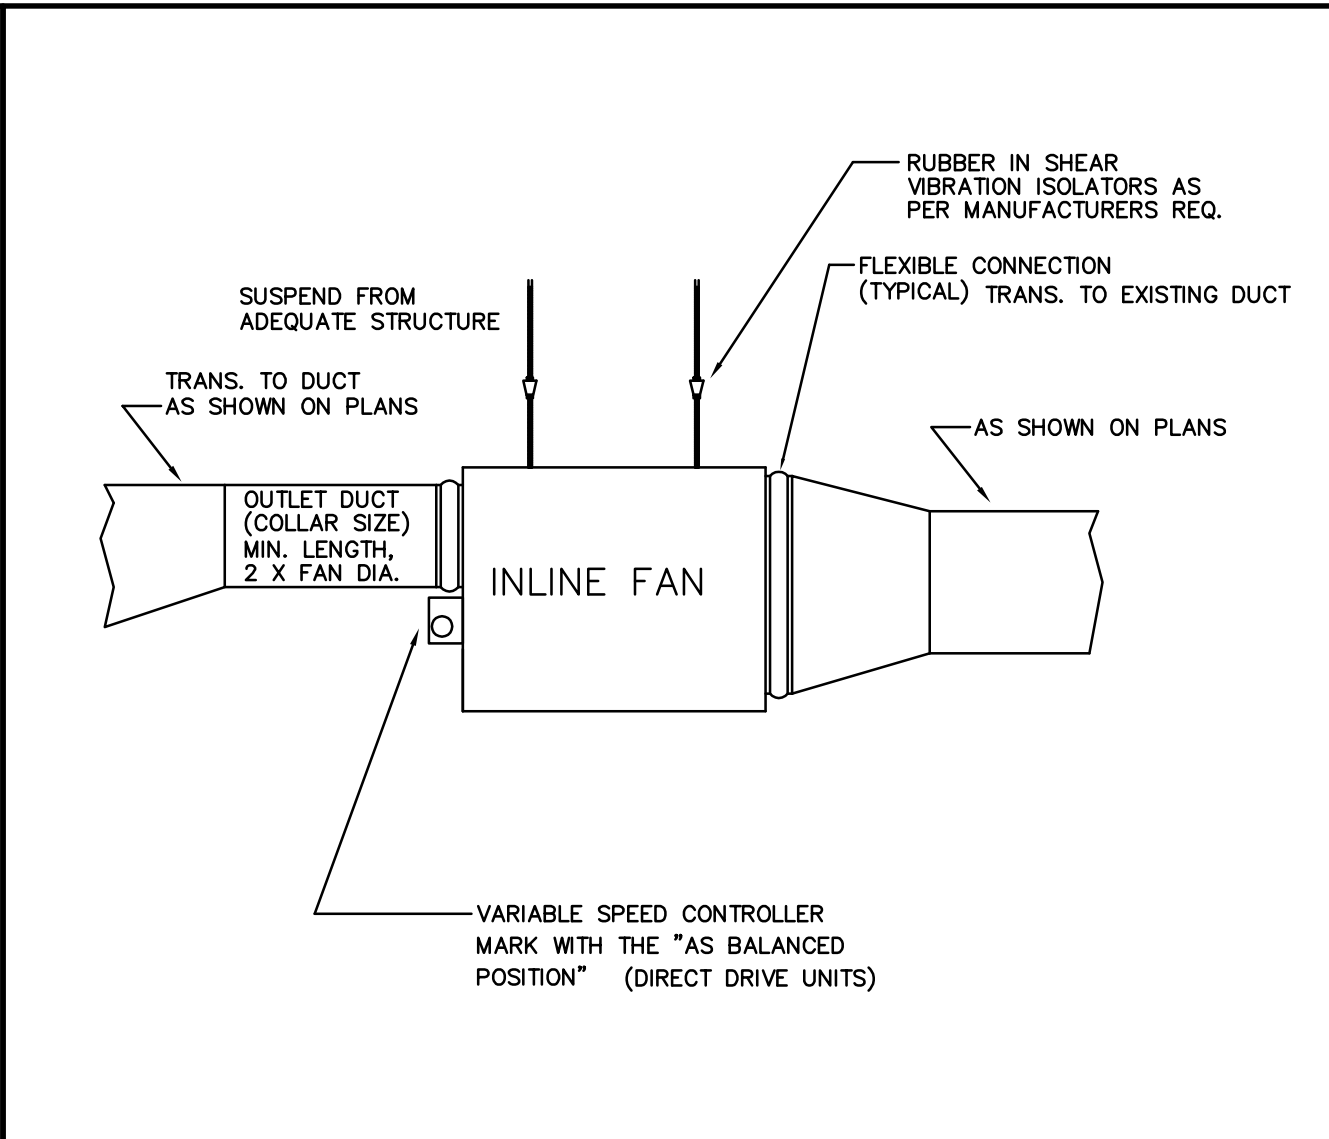 RUBBER IN SHEAR
VIBRATION ISOLATORS AS
PER MANUFACTURERS REQ.
FLEXIBLE CONNECTION
(TYPICAL) TRANS. TO EXISTING DUCT
SUSPEND FROM
ADEQUATE STRUCTURE
TRANS. TO DUCT
AS SHOWN ON PLANS
AS SHOWN ON PLANS
OUTLET DUCT
(COLLAR SIZE)
MIN. LENGTH,
2 X FAN DIA.
INLINE FAN
VARIABLE SPEED CONTROLLER
MARK WITH THE "AS BALANCED
POSITION" (DIRECT DRIVE UNITS)